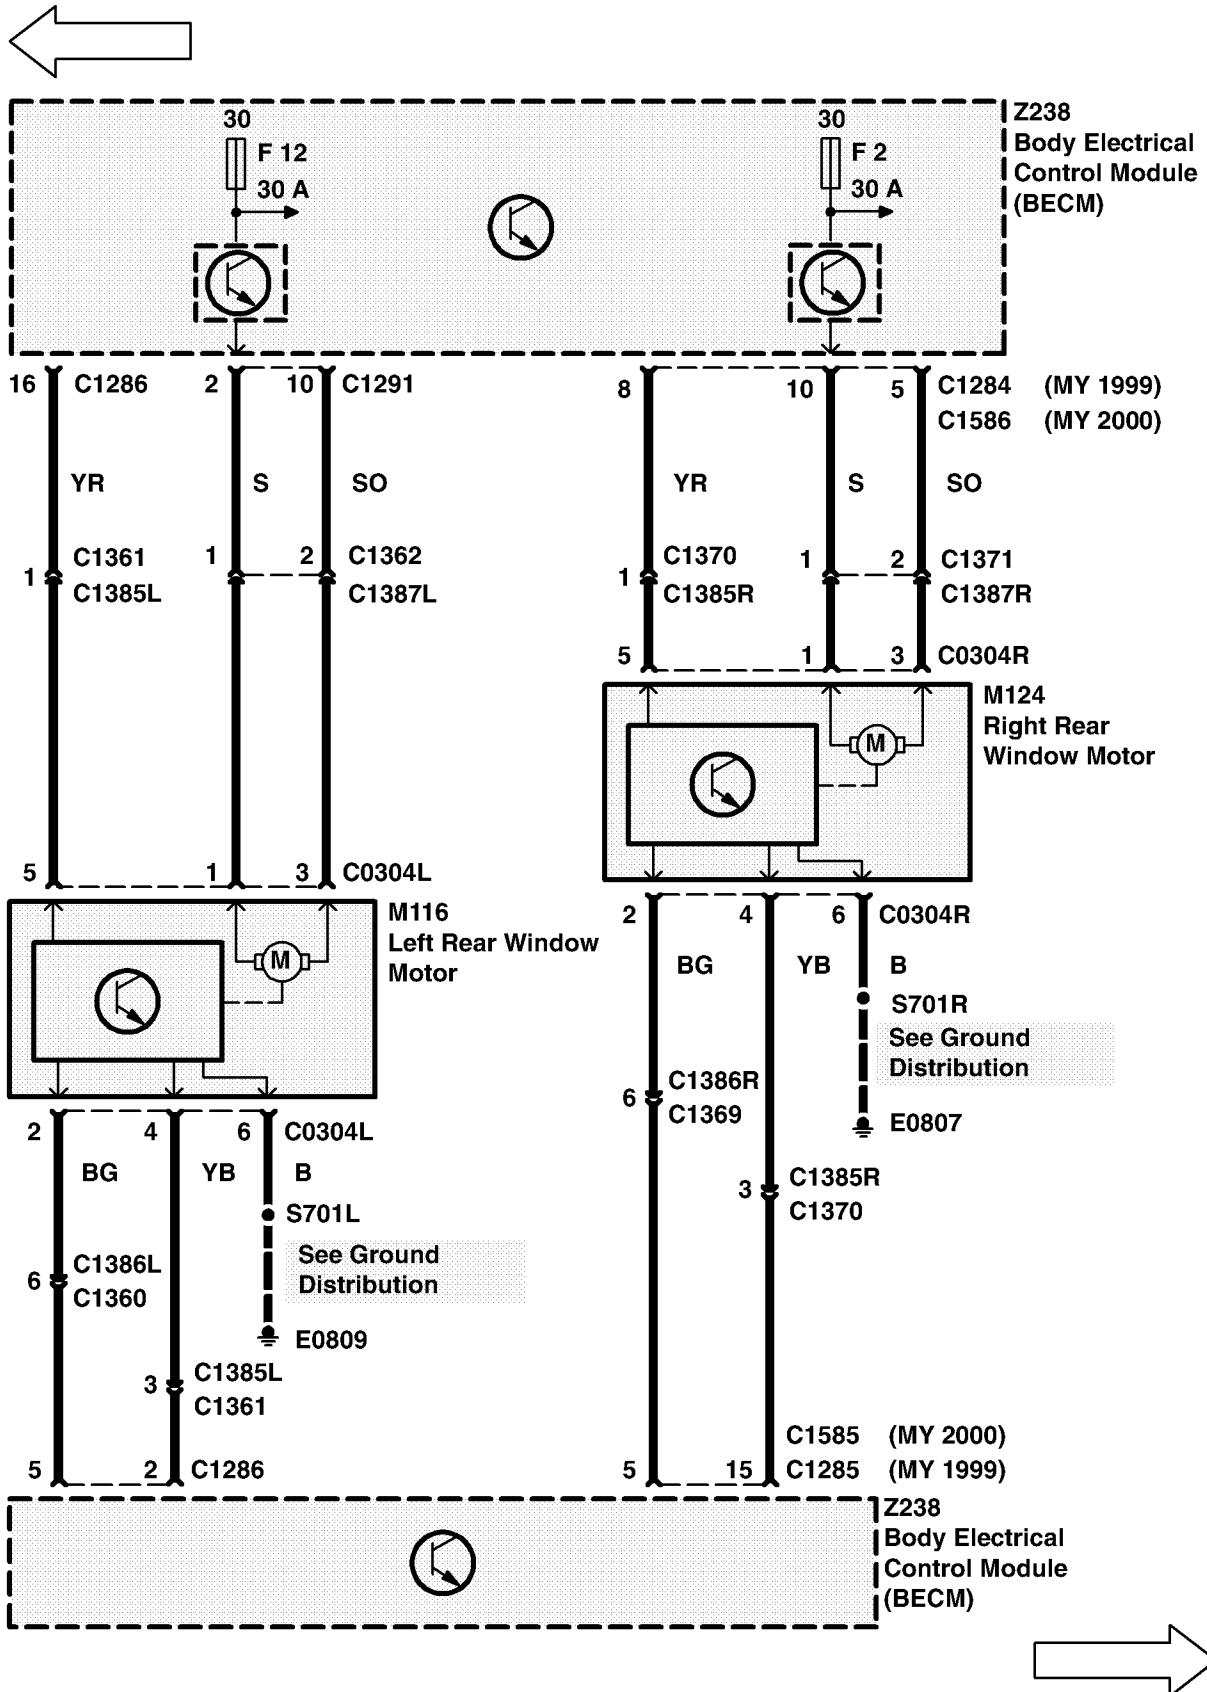 30
F 12
30 A
30
F 2
30 A
Z238
Body Electrical
Control Module
(BECM)
16 C1286 2 10 C1291
8 10 5 C1284 (MY 1999)
C1586 (MY 2000)
YR S SO
YR S SO
1 C1361 1 2 C1362
C1385L C1387L
1 C1370 1 2 C1371
C1385R C1387R
5 1 3 C0304R
M124
Right Rear
Window Motor
M
5 1 3 C0304L
M116
Left Rear Window
Motor
M
2 4 6 C0304R
BG YB B
S701R
See Ground
Distribution
E0807
6 C1386R
C1369
3 C1385R
C1370
2 4 6 C0304L
BG YB B
S701L
See Ground
Distribution
E0809
6 C1386L
C1360
3 C1385L
C1361
5 2 C1286
C1585 (MY 2000)
5 15 C1285 (MY 1999)
Z238
Body Electrical
Control Module
(BECM)